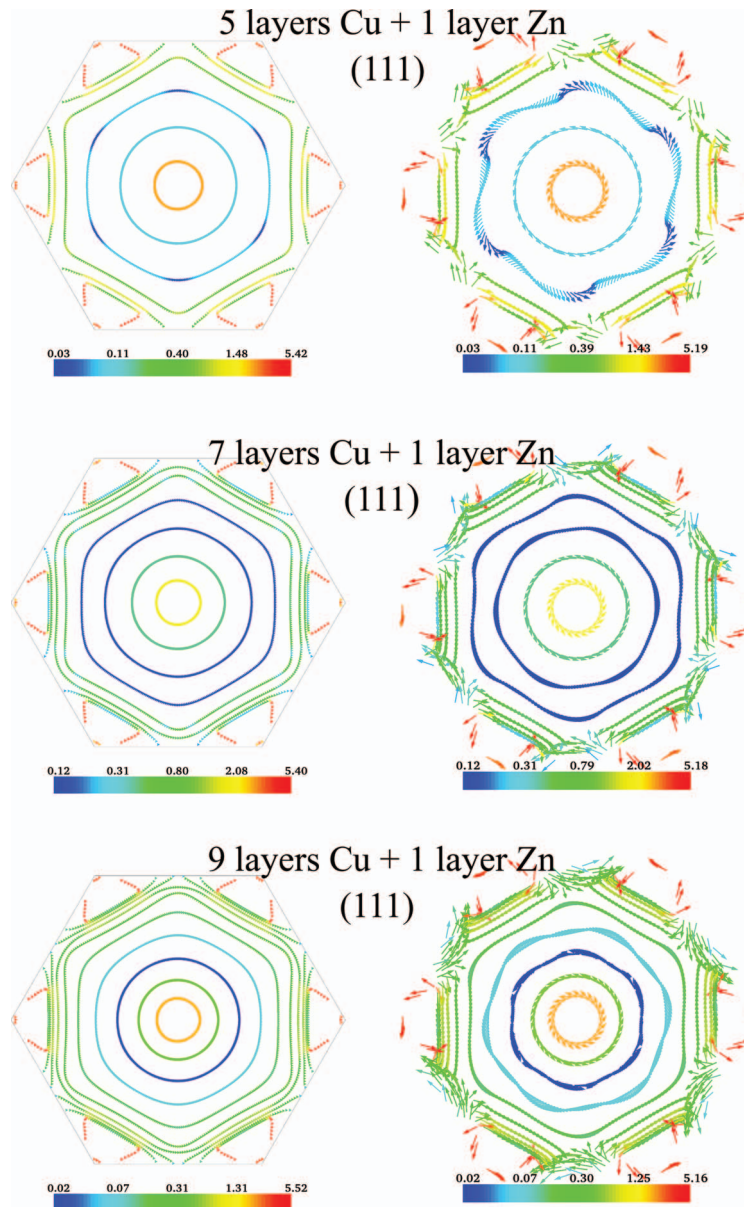 5 layers Cu + 1 layer Zn
(111)
0.03 0.11 0.40 1.48 5.42
0.03 0.11 0.39 1.43 5.19
7 layers Cu + 1 layer Zn
(111)
0.12 0.31 0.80 2.08 5.40
0.12 0.31 0.79 2.02 5.18
9 layers Cu + 1 layer Zn
(111)
0.02 0.07 0.31 1.31 5.52
0.02 0.07 0.30 1.25 5.16